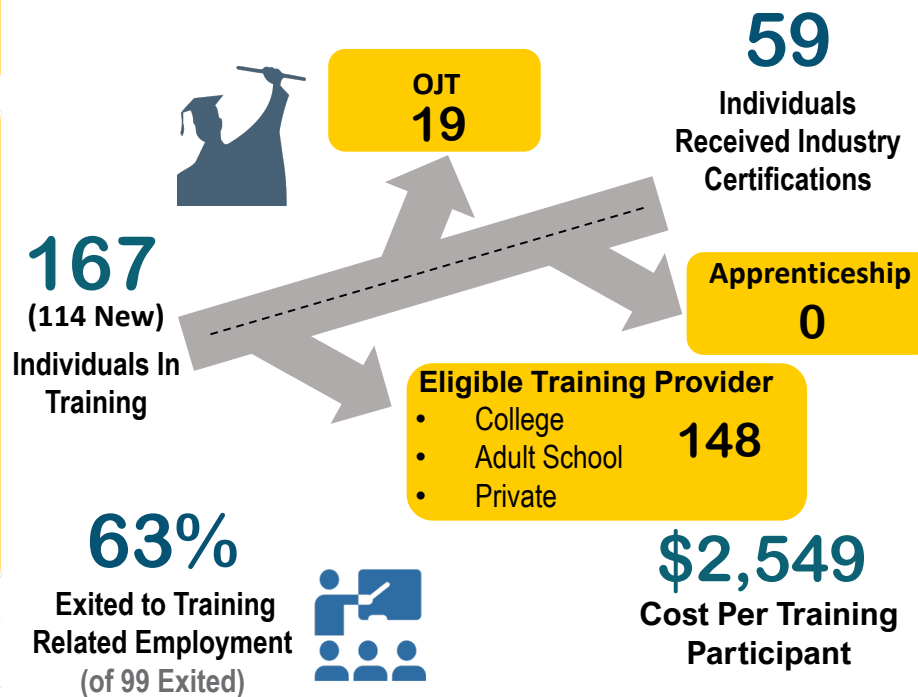 OJT
19
59
Individuals
Received Industry
Certifications
167
(114 New)
Individuals In
Training
Apprenticeship
0
Eligible Training Provider
• College
• Adult School
• Private
148
63%
Exited to Training
Related Employment
(of 99 Exited)
$2,549
Cost Per Training
Participant